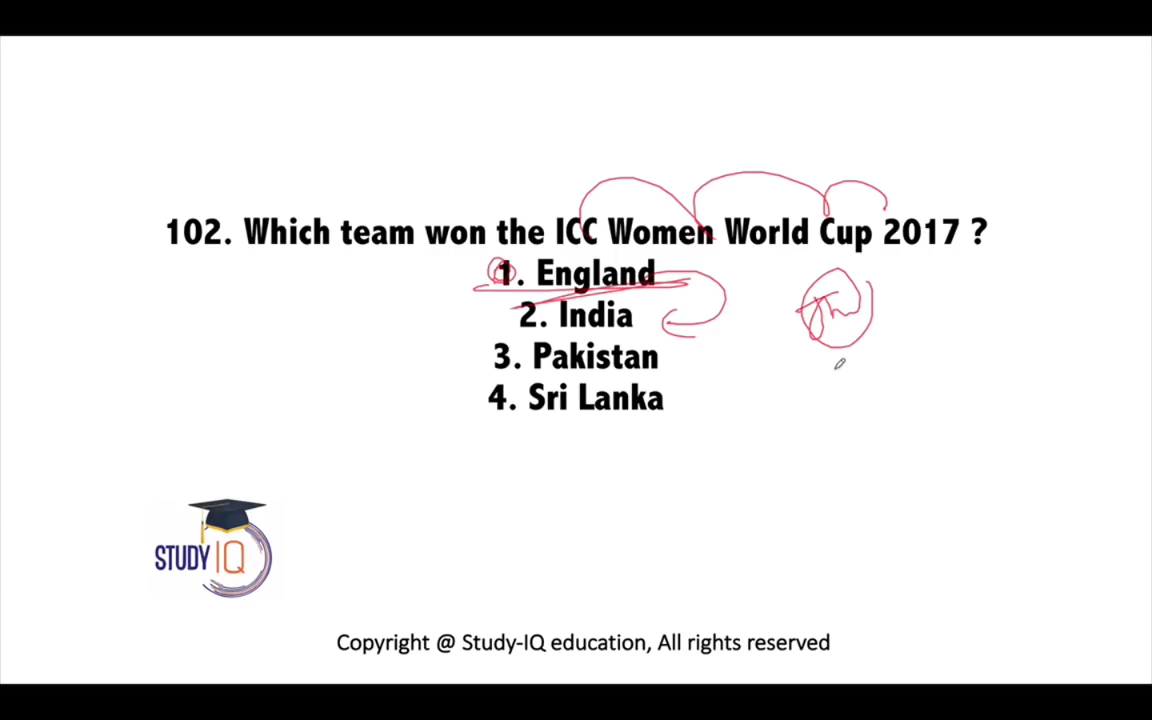 102. Which team won the ICC Women World Cup 2017 ?
1. England
2. India
3. Pakistan
4. Sri Lanka
STUDY IQ
Copyright @ Study-IQ education, All rights reserved